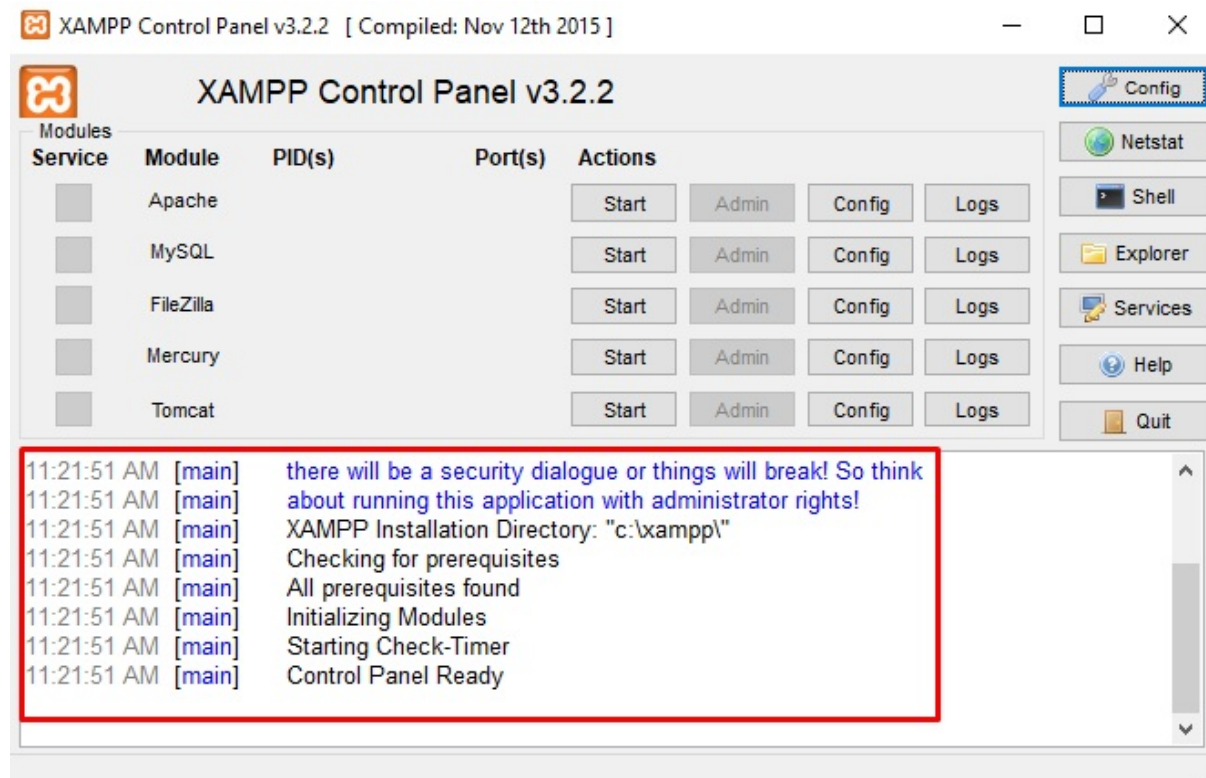 XAMPP Control Panel v3.2.2 [ Compiled: Nov 12th 2015 ]
XAMPP Control Panel v3.2.2
Config
Modules
Service Module PID(s) Port(s) Actions
Netstat
Apache Start Admin Config Logs
Shell
MySQL Start Admin Config Logs
Explorer
FileZilla Start Admin Config Logs
Services
Mercury Start Admin Config Logs
Help
Tomcat Start Admin Config Logs
Quit
11:21:51 AM [main] there will be a security dialogue or things will break! So think
11:21:51 AM [main] about running this application with administrator rights!
11:21:51 AM [main] XAMPP Installation Directory: "c:\xampp\"
11:21:51 AM [main] Checking for prerequisites
11:21:51 AM [main] All prerequisites found
11:21:51 AM [main] Initializing Modules
11:21:51 AM [main] Starting Check-Timer
11:21:51 AM [main] Control Panel Ready